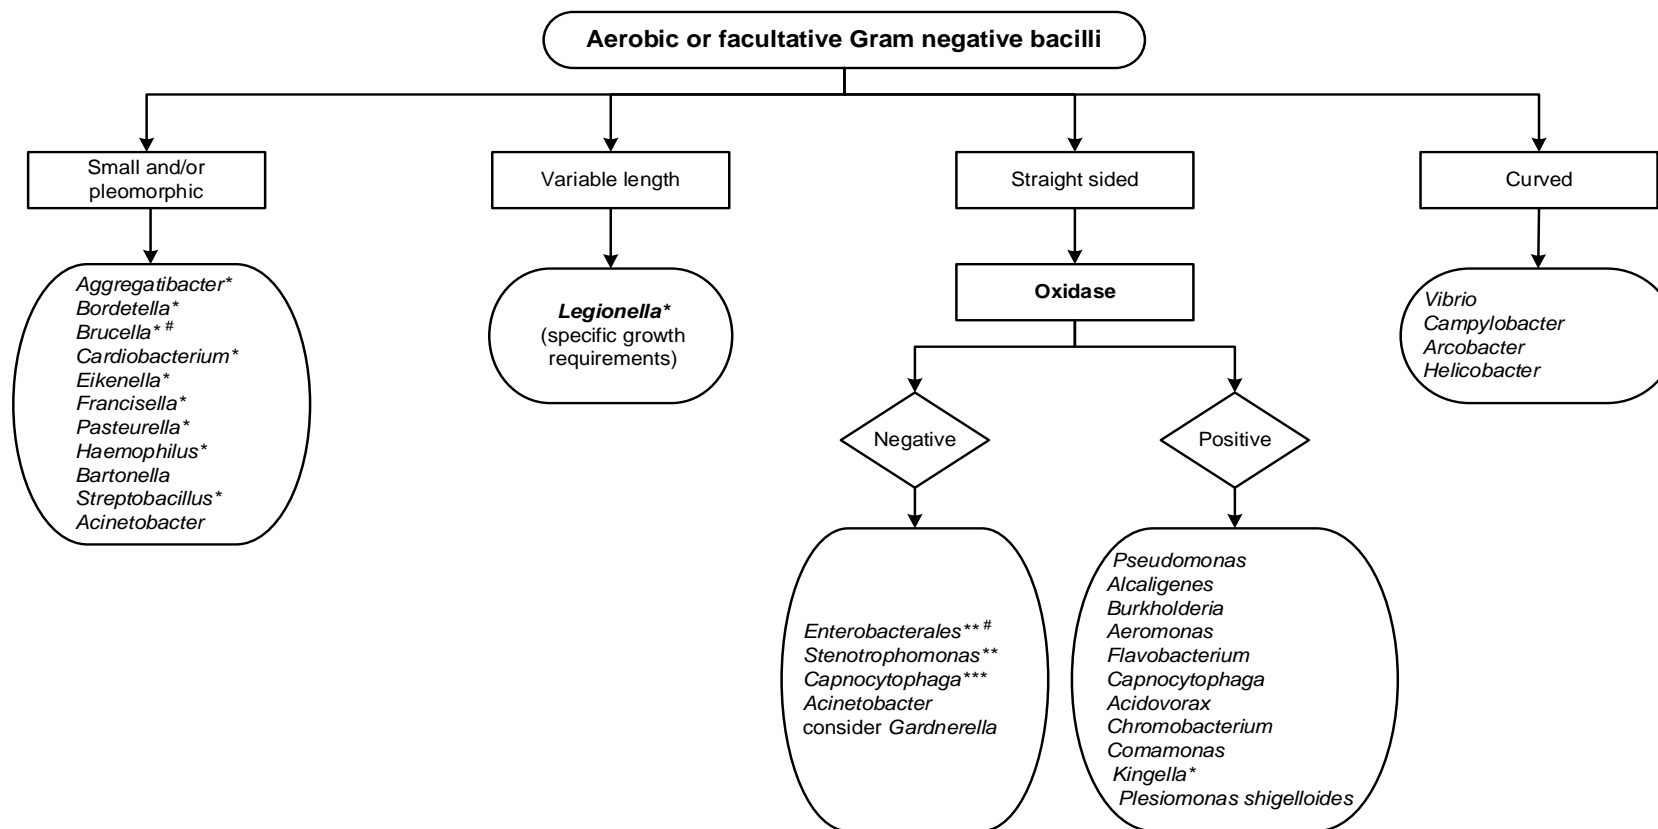 Aerobic or facultative Gram negative bacilli
Small and/or
pleomorphic
Variable length
Straight sided
Curved
Aggregatibacter*
Bordetella*
Brucella* #
Cardiobacterium*
Eikenella*
Francisella*
Pasteurella*
Haemophilus*
Bartonella
Streptobacillus*
Acinetobacter
Legionella*
(specific growth
requirements)
Oxidase
Vibrio
Campylobacter
Arcobacter
Helicobacter
Negative
Positive
Enterobacterales** #
Stenotrophomonas**
Capnocytophaga***
Acinetobacter
consider Gardnerella
Pseudomonas
Alcaligenes
Burkholderia
Aeromonas
Flavobacterium
Capnocytophaga
Acidovorax
Chromobacterium
Comamonas
Kingella*
Plesiomonas shigelloides